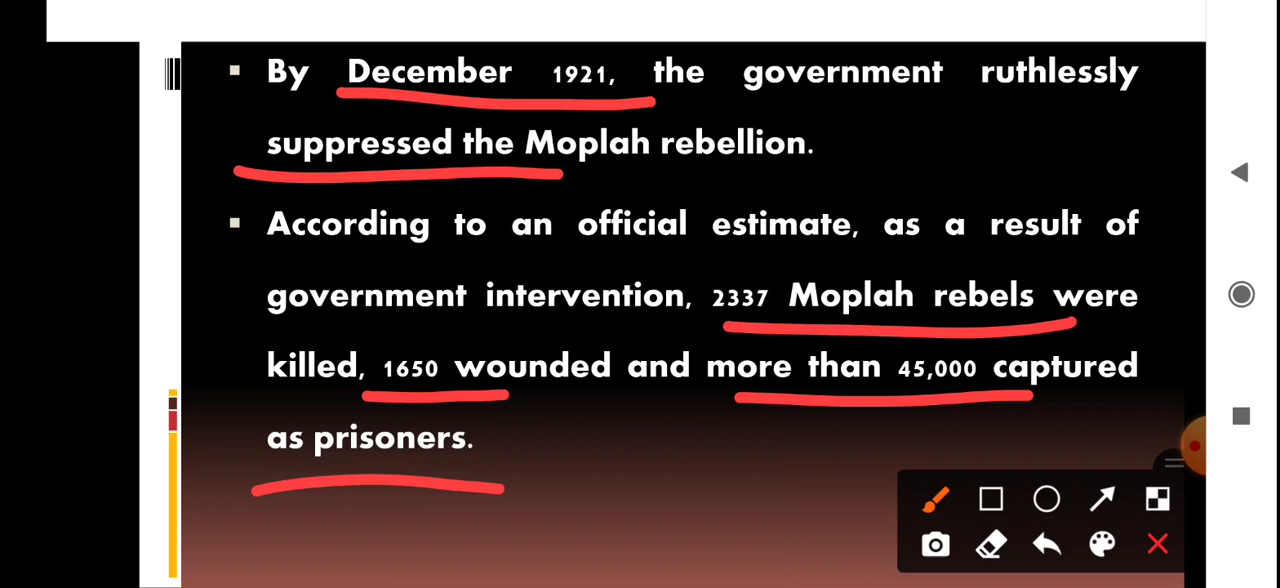 By December 1921, the government ruthlessly
suppressed the Moplah rebellion.
According to an official estimate, as a result of
government intervention, 2337 Moplah rebels were
killed, 1650 wounded and more than 45,000 captured
as prisoners.